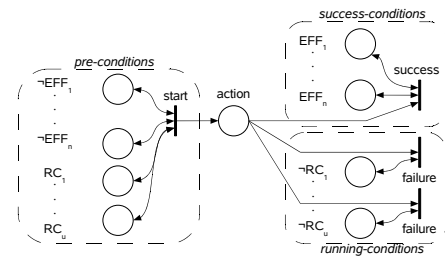 success-conditions
EFF1
pre-conditions
¬EFF1
start
action
success
EFFn
¬EFFn
RC1
¬RC1
failure
RCu
¬RCu
failure
running-conditions